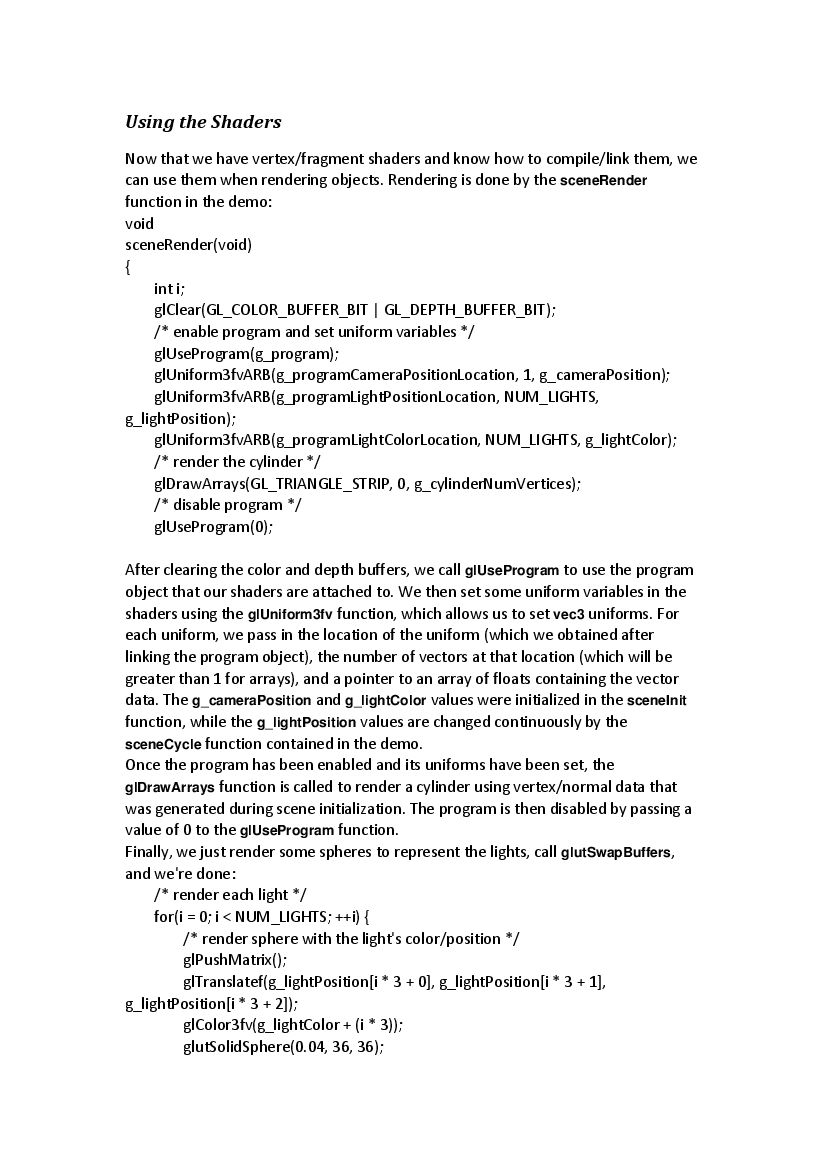 Using the Shaders
Now that we have vertex/fragment shaders and know how to compile/link them, we
can use them when rendering objects. Rendering is done by the sceneRender
function in the demo:
void
sceneRender(void)
{
int i;
glClear(GL_COLOR_BUFFER_BIT | GL_DEPTH_BUFFER_BIT);
/* enable program and set uniform variables */
glUseProgram(g_program);
glUniform3fvARB(g_programCameraPositionLocation, 1, g_cameraPosition);
glUniform3fvARB(g_programLightPositionLocation, NUM_LIGHTS,
g_lightPosition);
glUniform3fvARB(g_programLightColorLocation, NUM_LIGHTS, g_lightColor);
/* render the cylinder */
glDrawArrays(GL_TRIANGLE_STRIP, 0, g_cylinderNumVertices);
/* disable program */
glUseProgram(0);
After clearing the color and depth buffers, we call glUseProgram to use the program
object that our shaders are attached to. We then set some uniform variables in the
shaders using the glUniform3fv function, which allows us to set vec3 uniforms. For
each uniform, we pass in the location of the uniform (which we obtained after
linking the program object), the number of vectors at that location (which will be
greater than 1 for arrays), and a pointer to an array of floats containing the vector
data. The g_cameraPosition and g_lightColor values were initialized in the sceneInit
function, while the g_lightPosition values are changed continuously by the
sceneCycle function contained in the demo.
Once the program has been enabled and its uniforms have been set, the
glDrawArrays function is called to render a cylinder using vertex/normal data that
was generated during scene initialization. The program is then disabled by passing a
value of 0 to the glUseProgram function.
Finally, we just render some spheres to represent the lights, call glutSwapBuffers,
and we're done:
/* render each light */
for(i = 0; i < NUM_LIGHTS; ++i) {
/* render sphere with the light's color/position */
glPushMatrix();
glTranslatef(g_lightPosition[i * 3 + 0], g_lightPosition[i * 3 + 1],
g_lightPosition[i * 3 + 2]);
glColor3fv(g_lightColor + (i * 3));
glutSolidSphere(0.04, 36, 36);